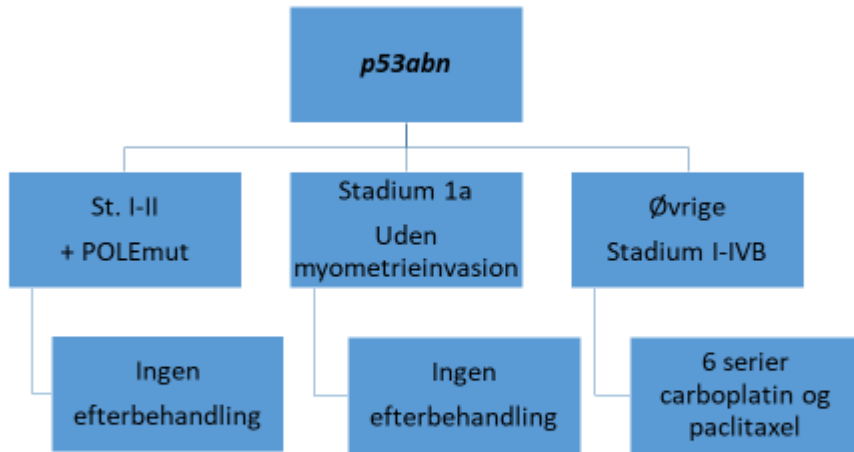 p53abn
St. I-II
+ POLEmut
Stadium 1a
Uden
myometrieinvasion
Øvrige
Stadium I-IVB
Ingen
efterbehandling
Ingen
efterbehandling
6 serier
carboplatin og
paclitaxel